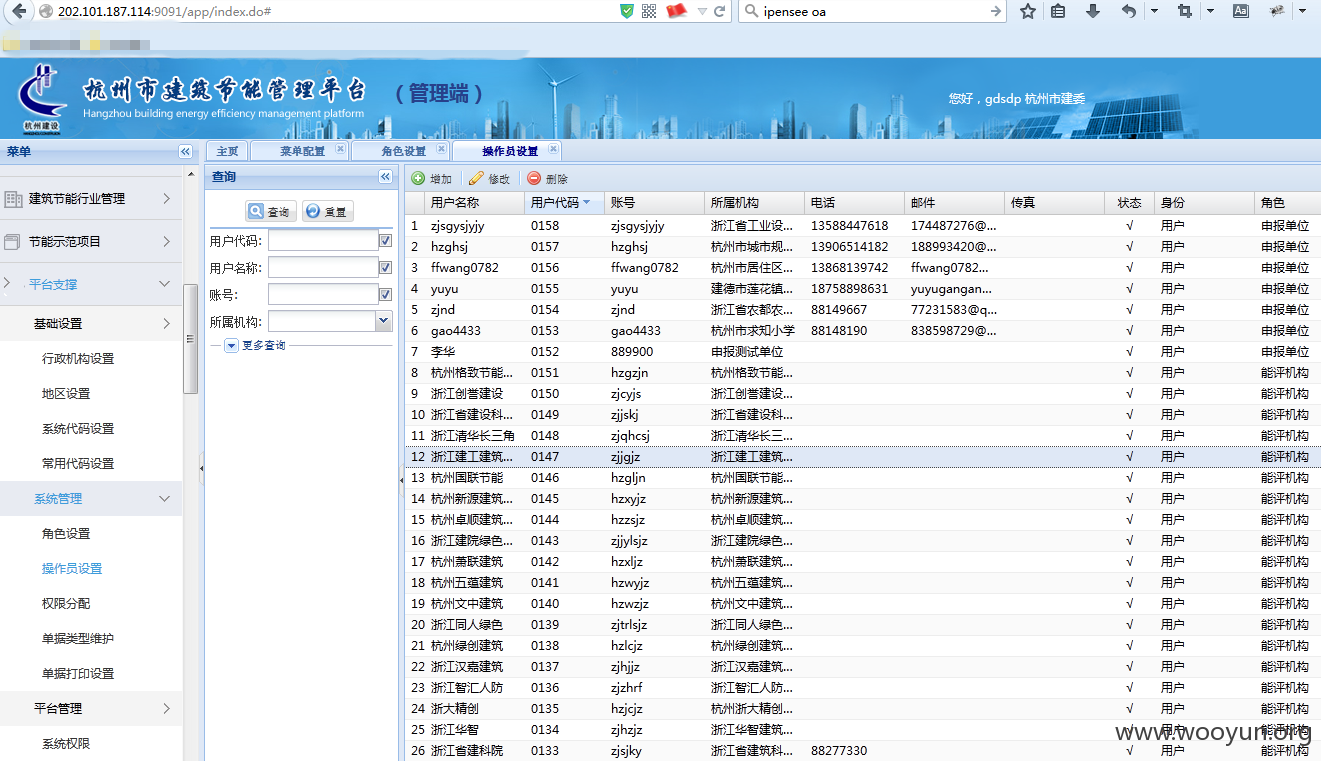 202.101.187.114:9091/app/index.do#
ipensee oa
杭州市建筑节能管理平台 （管理端）
Hangzhou building energy efficiency management platform
杭州建设
您好，gdsdp 杭州市建委
菜单
主页 菜单配置 角色设置 操作员设置
建筑节能行业管理
节能示范项目
平台支撑
基础设置
行政机构设置
地区设置
系统代码设置
常用代码设置
系统管理
角色设置
操作员设置
权限分配
单据类型维护
单据打印设置
平台管理
系统权限
查询
查询 重置
用户代码:
用户名称:
账号:
所属机构:
更多查询
增加 修改 删除
用户名称 用户代码 账号 所属机构 电话 邮件 传真 状态 身份 角色
1 zjsgysjyjy 0158 zjsgysjyjy 浙江省工业设... 13588447618 174487276@... √ 用户 申报单位
2 hzghsj 0157 hzghsj 杭州市城市规... 13906514182 188993420@... √ 用户 申报单位
3 ffwang0782 0156 ffwang0782 杭州市居住区... 13868139742 ffwang0782... √ 用户 申报单位
4 yuyu 0155 yuyu 建德市莲花镇... 18758898631 yuyugangan... √ 用户 申报单位
5 zjnd 0154 zjnd 浙江省农都农... 88149667 77231583@q... √ 用户 申报单位
6 gao4433 0153 gao4433 杭州市求知小学 88148190 838598729@... √ 用户 申报单位
7 李华 0152 889900 申报测试单位 √ 用户 申报单位
8 杭州格致节能... 0151 hzgzjn 杭州格致节能... √ 用户 能评机构
9 浙江创誉建设 0150 zjcyjs 浙江创誉建设... √ 用户 能评机构
10 浙江省建设科... 0149 zjjskj 浙江省建设科... √ 用户 能评机构
11 浙江清华长三角 0148 zjqhcsj 浙江清华长三... √ 用户 能评机构
12 浙江建工建筑... 0147 zjjgjz 浙江建工建筑... √ 用户 能评机构
13 杭州国联节能 0146 hzgljn 杭州国联节能... √ 用户 能评机构
14 杭州新源建筑... 0145 hzxyjz 杭州新源建筑... √ 用户 能评机构
15 杭州卓顺建筑... 0144 hzzsjz 杭州卓顺建筑... √ 用户 能评机构
16 浙江建院绿色... 0143 zjjylsjz 浙江建院绿色... √ 用户 能评机构
17 杭州萧联建筑 0142 hzxljz 杭州萧联建筑... √ 用户 能评机构
18 杭州五蕴建筑 0141 hzwyjz 杭州五蕴建筑... √ 用户 能评机构
19 杭州文中建筑 0140 hzwzjz 杭州文中建筑... √ 用户 能评机构
20 浙江同人绿色 0139 zjtrlsjz 浙江同人绿色... √ 用户 能评机构
21 杭州绿创建筑 0138 hzlcjz 杭州绿创建筑... √ 用户 能评机构
22 浙江汉嘉建筑 0137 zjhjjz 浙江汉嘉建筑... √ 用户 能评机构
23 浙江智汇人防 0136 zjzhrf 浙江智汇人防... √ 用户 能评机构
24 浙大精创 0135 hzjcjz 杭州浙大精创... √ 用户 能评机构
25 浙江华智 0134 zjhzjz 浙江华智建筑... √ 用户 能评机构
26 浙江省建科院 0133 zjsjky 浙江省建筑科... 88277330 √ 用户 能评机构
www.wooyun.org